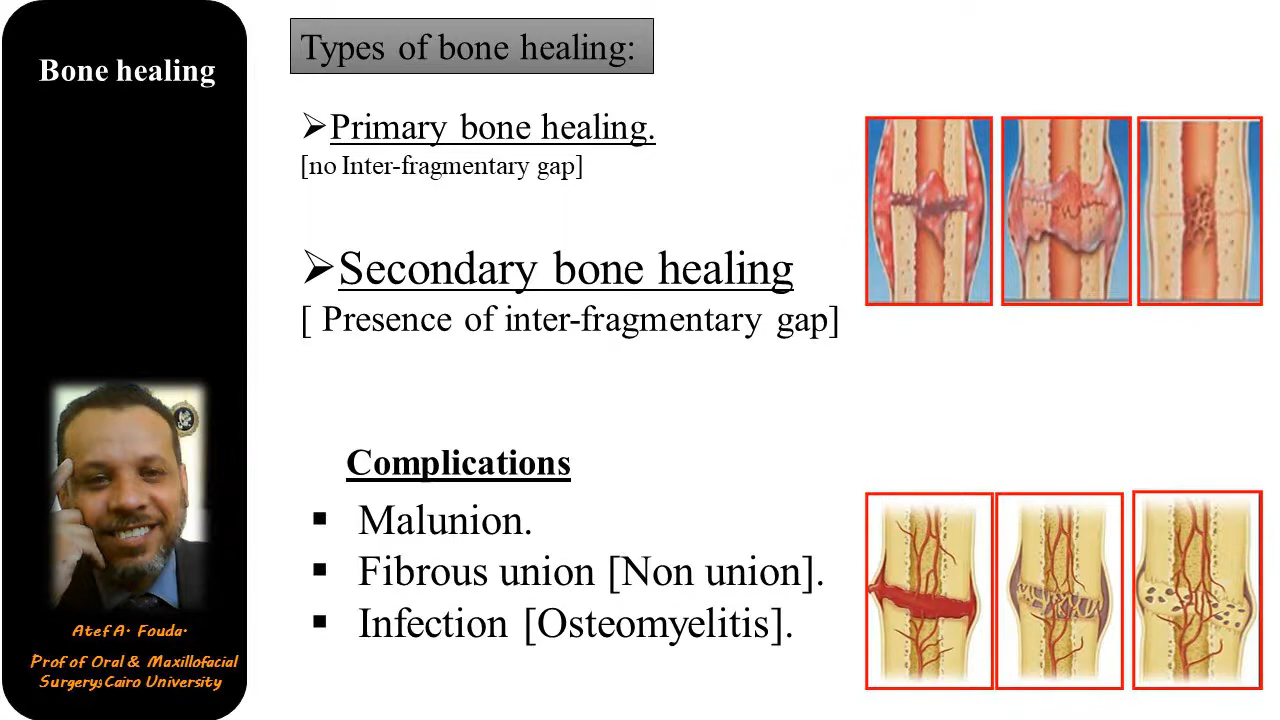 Bone healing
Types of bone healing:
Primary bone healing.
[no Inter-fragmentary gap]
Secondary bone healing
[ Presence of inter-fragmentary gap]
Complications
Malunion.
Fibrous union [Non union].
Infection [Osteomyelitis].
Atef A. Fouda.
Prof of Oral & Maxillofacial
Surgery;Cairo University